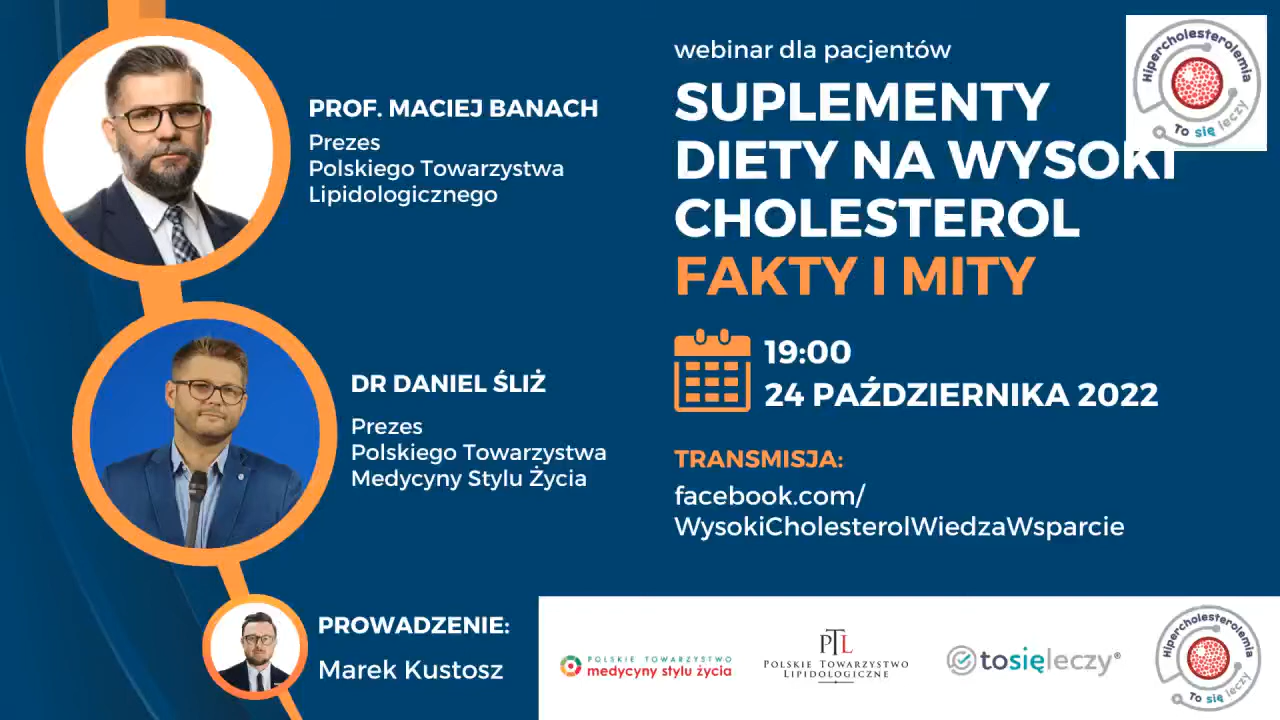 PROF. MACIEJ BANACH
Prezes
Polskiego Towarzystwa
Lipidologicznego
DR DANIEL ŚLIŻ
Prezes
Polskiego Towarzystwa
Medycyny Stylu Życia
PROWADZENIE:
Marek Kustosz
webinar dla pacjentów
SUPLEMENTY
DIETY NA WYSOKI
CHOLESTEROL
FAKTY I MITY
19:00
24 PAŹDZIERNIKA 2022
TRANSMISJA:
facebook.com/
WysokiCholesterolWiedzaWsparcie
Hipercholesterolemia
To się leczy
POLSKIE TOWARZYSTWO
medycyny stylu życia
PTL
POLSKIE TOWARZYSTWO
LIPIDOLOGICZNE
tosięleczy®
Hipercholesterolemia
To się leczy